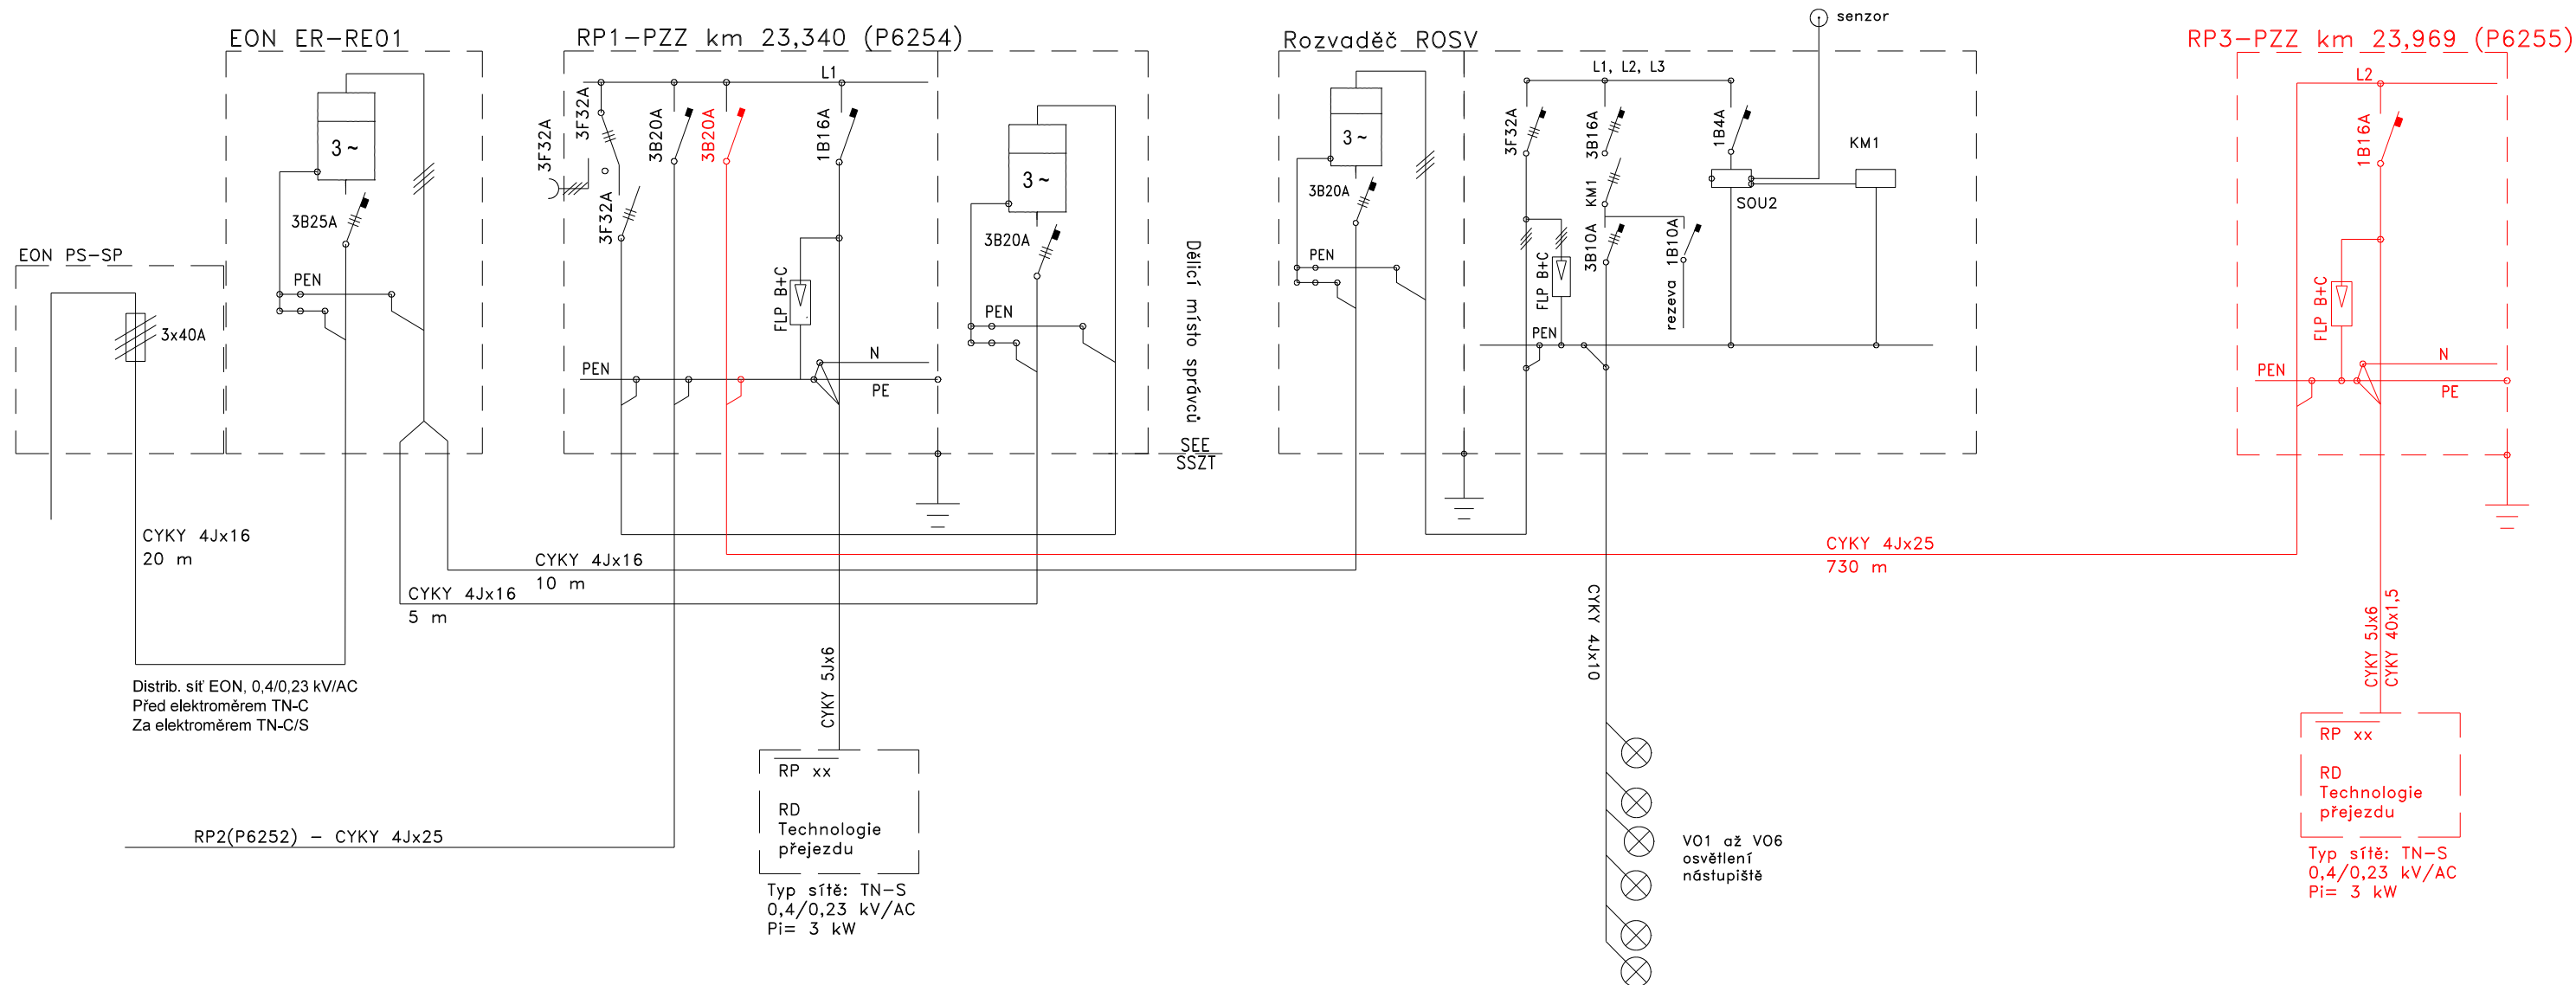 EON ER-RE01
3 ~
3B25A
PEN
EON PS-SP
3x40A
CYKY 4Jx16
20 m
Distrib. síť EON, 0,4/0,23 kV/AC
Před elektroměrem TN-C
Za elektroměrem TN-C/S
RP2(P6252) - CYKY 4Jx25
CYKY 4Jx16
5 m
CYKY 4Jx16
10 m
RP1-PZZ km 23,340 (P6254)
L1
3F32A
3F32A
3F32A
3B20A
3B20A
1B16A
FLP B+C
PEN
N
PE
3 ~
3B20A
PEN
CYKY 5Jx6
RP xx
RD
Technologie
přejezdu
Typ sítě: TN-S
0,4/0,23 kV/AC
Pi= 3 kW
Dělicí místo správců
SEE
SSZT
Rozvaděč ROSV
3 ~
3B20A
PEN
L1, L2, L3
3F32A
3B16A
1B4A
senzor
KM1
KM1
SOU2
3B10A
1B10A
FLP B+C
rezeva
PEN
CYKY 4Jx10
VO1 až VO6
osvětlení
nástupiště
CYKY 4Jx25
730 m
RP3-PZZ km 23,969 (P6255)
L2
1B16A
FLP B+C
PEN
N
PE
CYKY 5Jx6
CYKY 40x1,5
RP xx
RD
Technologie
přejezdu
Typ sítě: TN-S
0,4/0,23 kV/AC
Pi= 3 kW